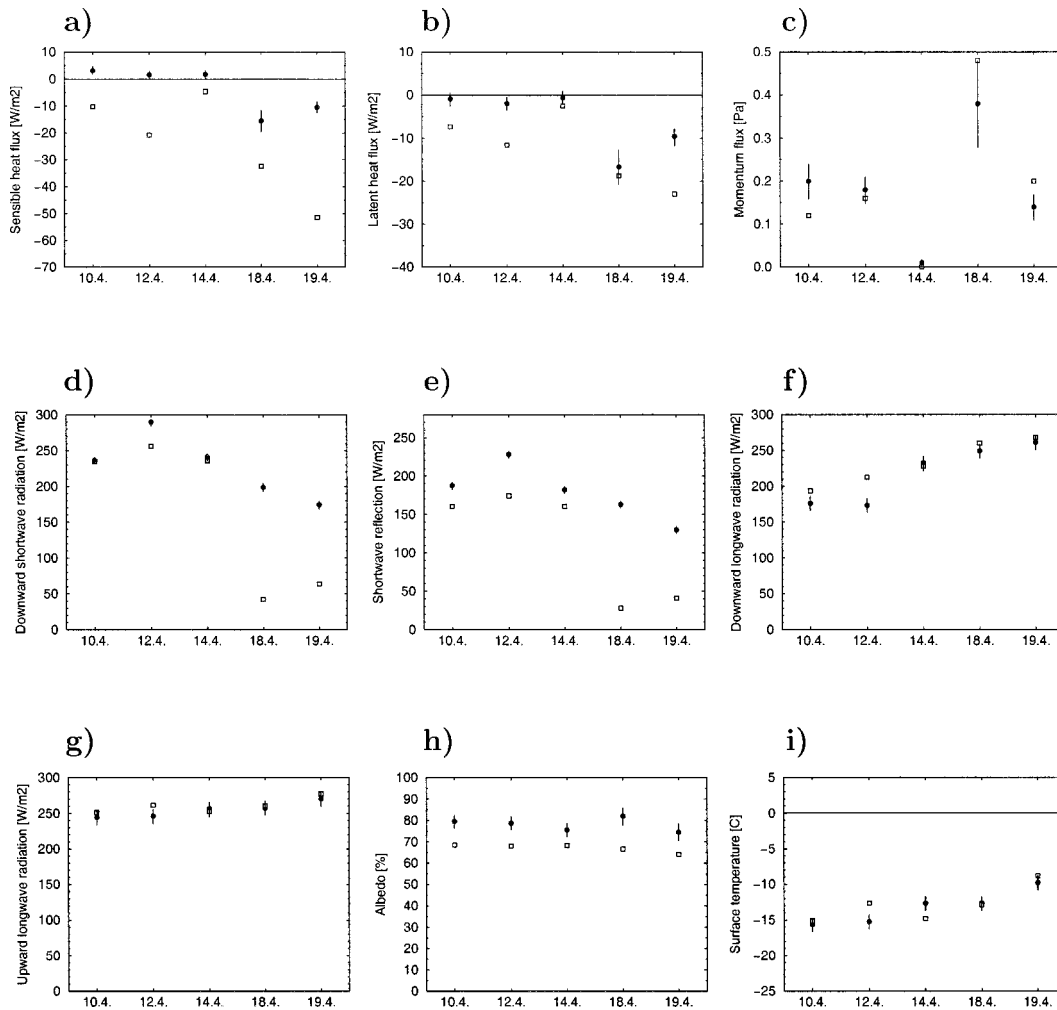 a)
b)
c)
Sensible heat flux [W/m2]
10
0
−10
−20
−30
−40
−50
−60
−70
10.4. 12.4. 14.4. 18.4. 19.4.
Latent heat flux [W/m2]
10
0
−10
−20
−30
−40
10.4. 12.4. 14.4. 18.4. 19.4.
Momentum flux [Pa]
0.5
0.4
0.3
0.2
0.1
0.0
10.4. 12.4. 14.4. 18.4. 19.4.
d)
e)
f)
Downward shortwave radiation [W/m2]
300
250
200
150
100
50
0
10.4. 12.4. 14.4. 18.4. 19.4.
Shortwave reflection [W/m2]
250
200
150
100
50
0
10.4. 12.4. 14.4. 18.4. 19.4.
Downward longwave radiation [W/m2]
300
250
200
150
100
50
0
10.4. 12.4. 14.4. 18.4. 19.4.
g)
h)
i)
Upward longwave radiation [W/m2]
300
250
200
150
100
50
0
10.4. 12.4. 14.4. 18.4. 19.4.
Albedo [%]
100
90
80
70
60
50
40
30
20
10
0
10.4. 12.4. 14.4. 18.4. 19.4.
Surface temperature [C]
5
0
−5
−10
−15
−20
−25
10.4. 12.4. 14.4. 18.4. 19.4.